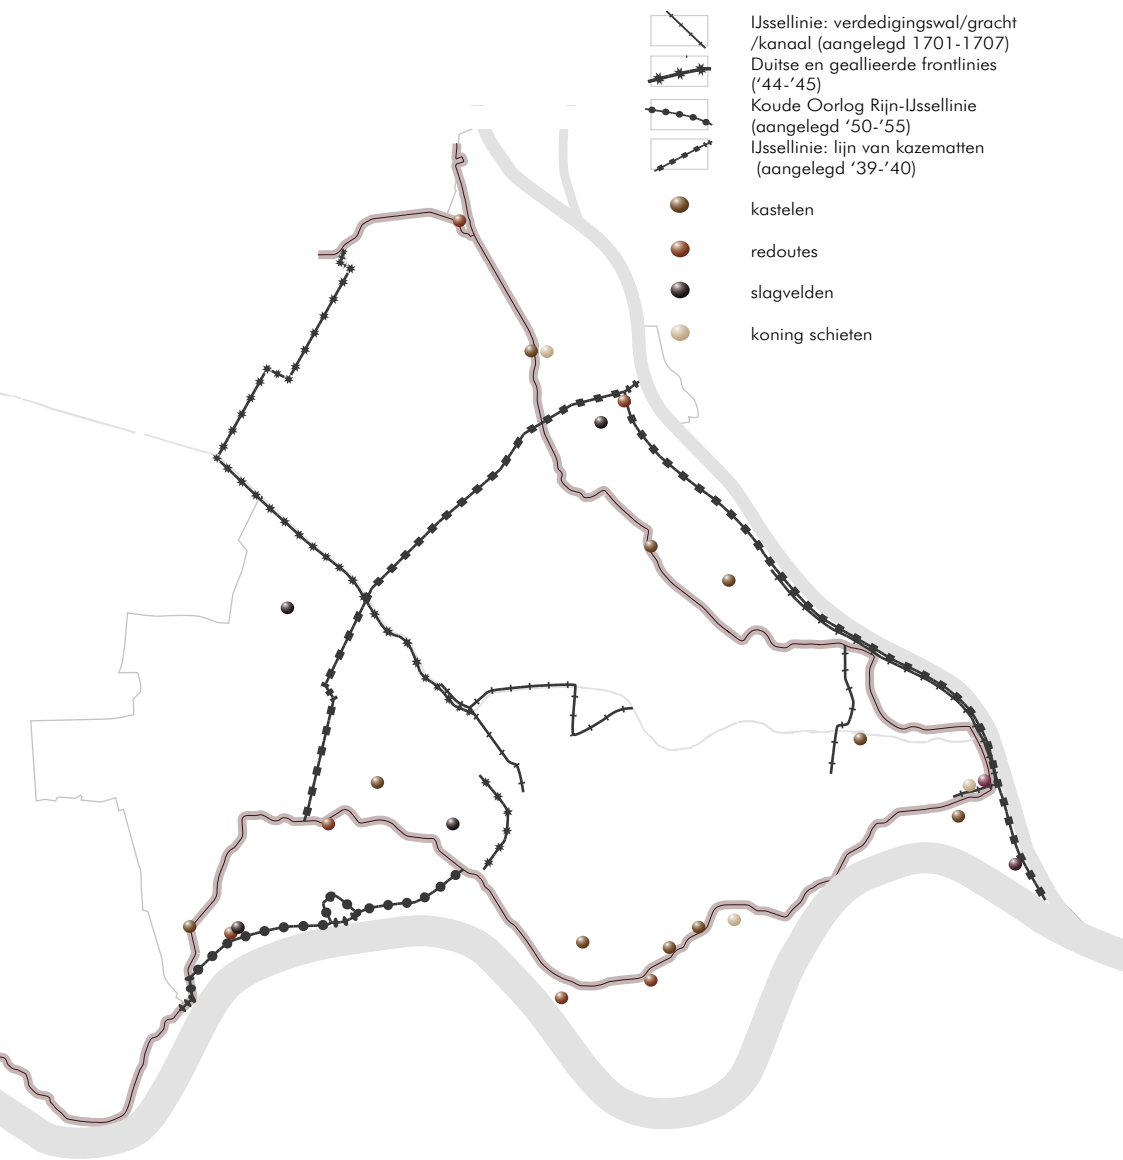 IJssellinie: verdedigingswal/gracht
/kanaal (aangelegd 1701-1707)
Duitse en geallieerde frontlinies
(‘44-’45)
Koude Oorlog Rijn-IJssellinie
(aangelegd ‘50-’55)
IJssellinie: lijn van kazematten
(aangelegd ‘39-’40)
kastelen
redoutes
slagvelden
koning schieten